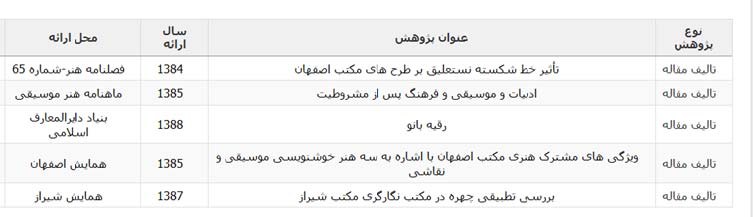 نوع پژوهش عنوان پژوهش سال ارائه محل ارائه
تالیف مقاله تأثیر خط شکسته نستعلیق بر طرح های مکتب اصفهان 1384 فصلنامه هنر-شماره 65
تالیف مقاله ادبیات و موسیقی و فرهنگ پس از مشروطیت 1385 ماهنامه هنر موسیقی
تالیف مقاله رقیه بانو 1388 بنیاد دایرالمعارف اسلامی
تالیف مقاله ویژگی های مشترک هنری مکتب اصفهان با اشاره به سه هنر خوشنویسی موسیقی و نقاشی 1385 همایش اصفهان
تالیف مقاله بررسی تطبیقی چهره در مکتب نگارگری مکتب شیراز 1387 همایش شیراز